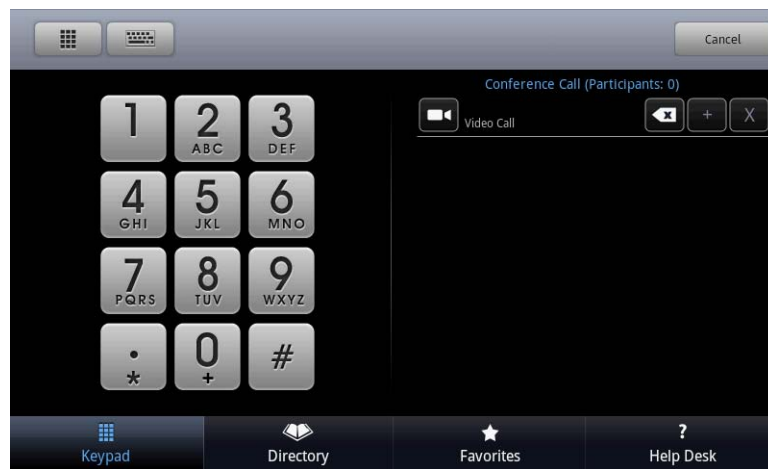 Cancel
Conference Call (Participants: 0)
Video Call
x + X
1 2 3
ABC DEF
4 5 6
GHI JKL MNO
7 8 9
PQRS TUV WXYZ
. 0 #
* +
Keypad Directory Favorites ? Help Desk